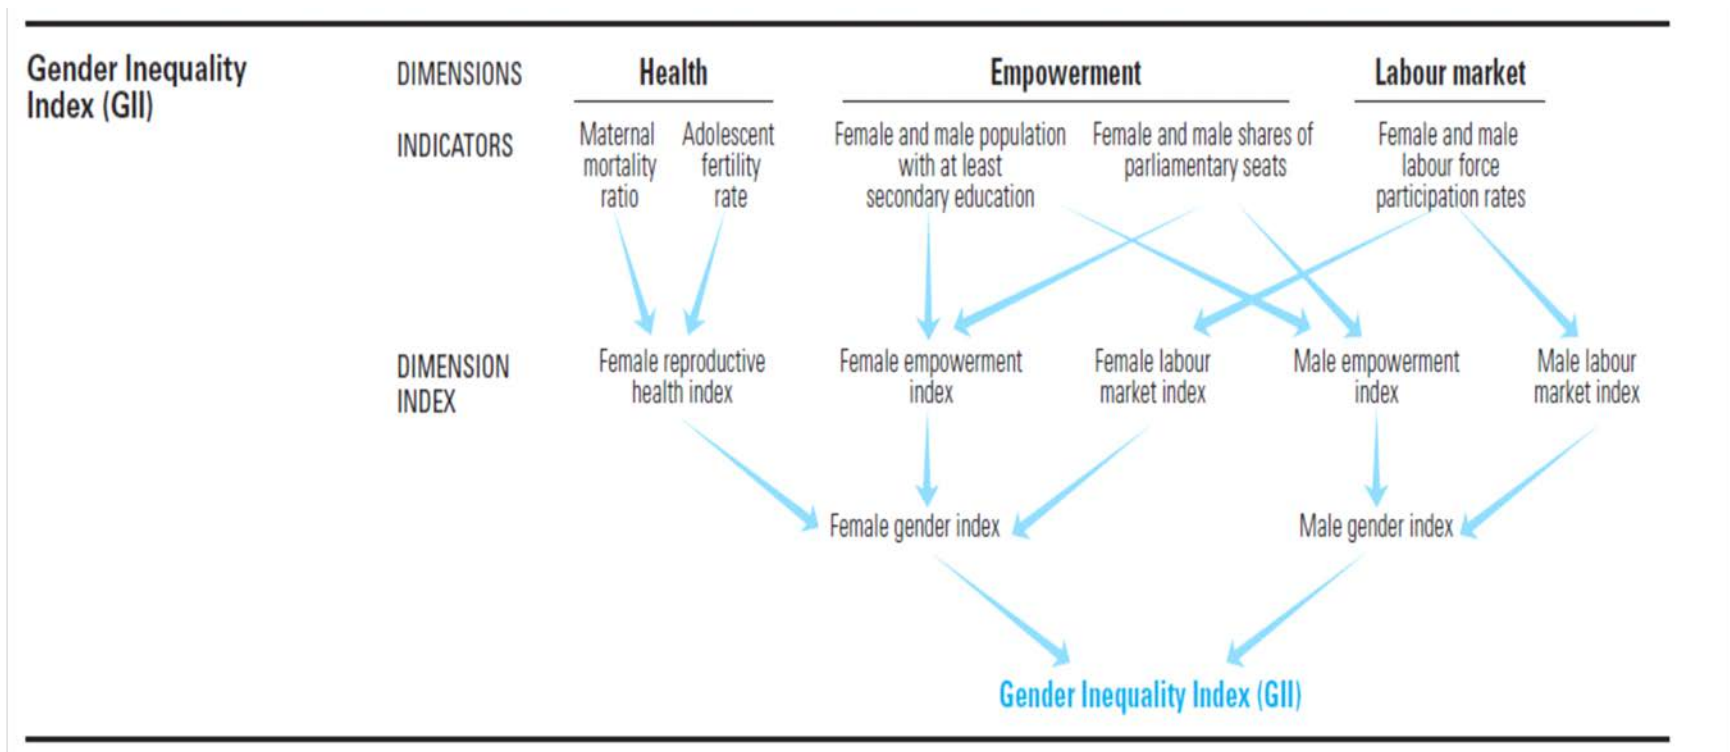 Gender Inequality
Index (GII)
DIMENSIONS
Health
Empowerment
Labour market
INDICATORS
Maternal
mortality
ratio
Adolescent
fertility
rate
Female and male population
with at least
secondary education
Female and male shares of
parliamentary seats
Female and male
labour force
participation rates
DIMENSION
INDEX
Female reproductive
health index
Female empowerment
index
Female labour
market index
Male empowerment
index
Male labour
market index
Female gender index
Male gender index
Gender Inequality Index (GII)